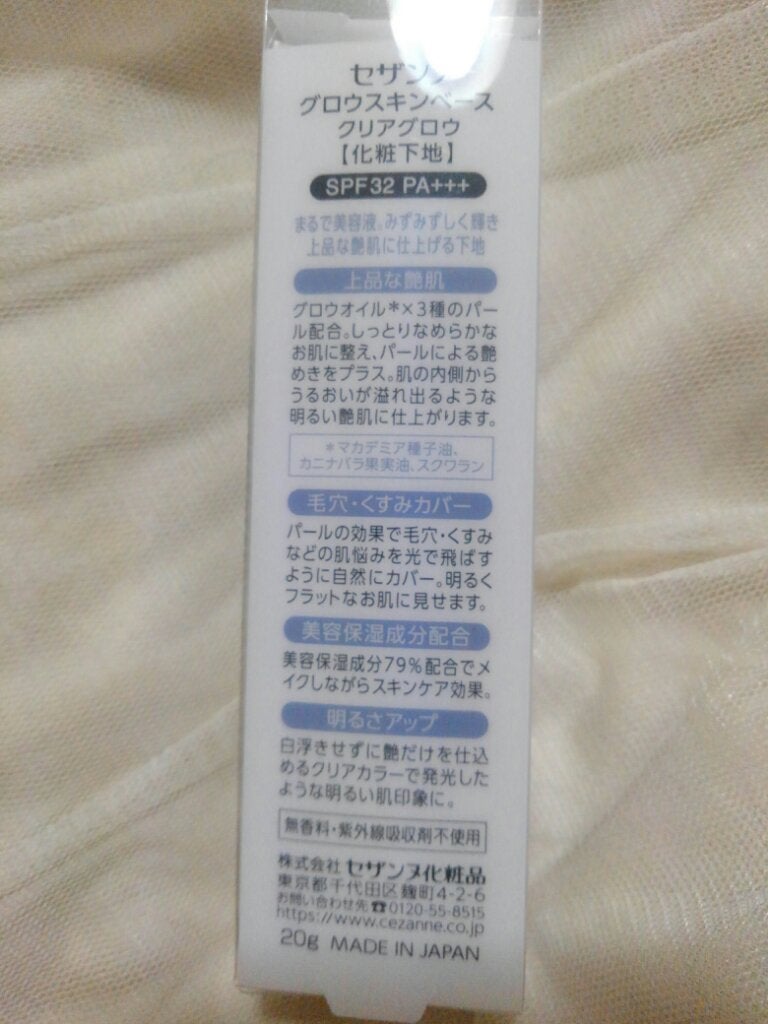 セザンヌ
グロウスキンベース
クリアグロウ
【化粧下地】
SPF32 PA+++
まるで美容液。みずみずしく輝き
上品な艶肌に仕上げる下地
上品な艶肌
グロウオイル*×3種のパー
ル配合。しっとりなめらかな
お肌に整え、パールによる艶
めきをプラス。肌の内側から
うるおいが溢れ出るような
明るい艶肌に仕上がります。
*マカデミア種子油、
カニナバラ果実油、スクワラン
毛穴・くすみカバー
パールの効果で毛穴・くすみ
などの肌悩みを光で飛ばす
ように自然にカバー。明るく
フラットなお肌に見せます。
美容保湿成分配合
美容保湿成分79%配合でメ
イクしながらスキンケア効果。
明るさアップ
白浮きせずに艶だけを仕込
めるクリアカラーで発光した
ような明るい肌印象に。
無香料・紫外線吸収剤不使用
株式会社 セザンヌ化粧品
東京都千代田区麹町4-2-6
お問い合わせ先 ☎0120-55-8515
https://www.cezanne.co.jp
20g MADE IN JAPAN